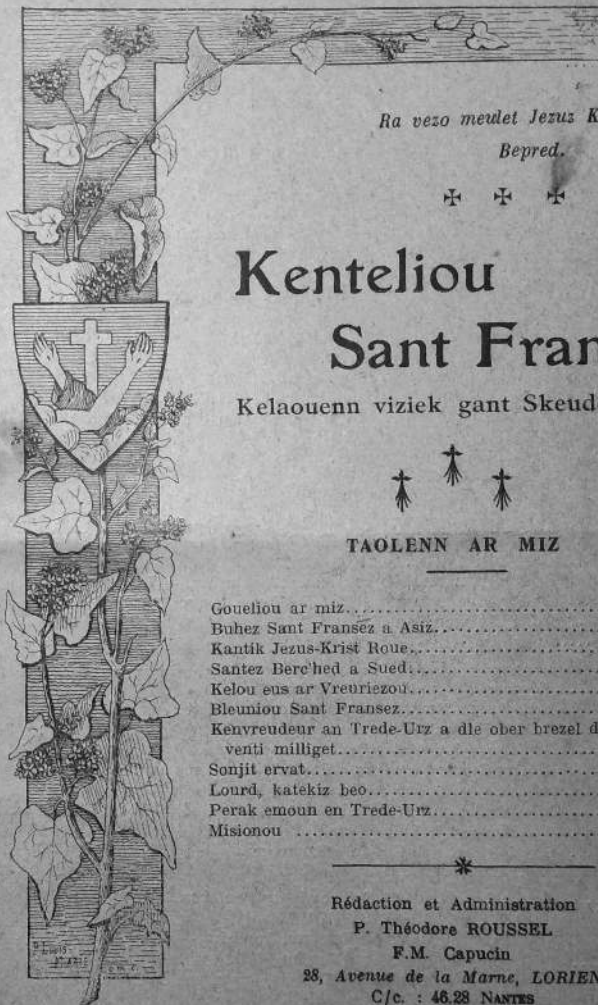 Ra vezo meulet Jezuz K
Bepred.
Kenteliou
Sant Fran
Kelaouenn viziek gant Skeud
TAOLENN AR MIZ
Goueliou ar miz
Buhez Sant Fransez a Asiz
Kantik Jezus-Krist Roue
Santez Berc'hed a Sued
Kelou eus ar Vreuriezou
Bleuniou Sant Fransez
Kenvreudeur an Trede-Urz a dle ober brezel d
venti milliget
Sonjit ervat
Lourd, katekiz beo
Perak emoun en Trede-Urz
Misionou
Rédaction et Administration
P. Théodore ROUSSEL
F.M. Capucin
28, Avenue de la Marne, LORIEN
C/c. : 46.28 NANTES